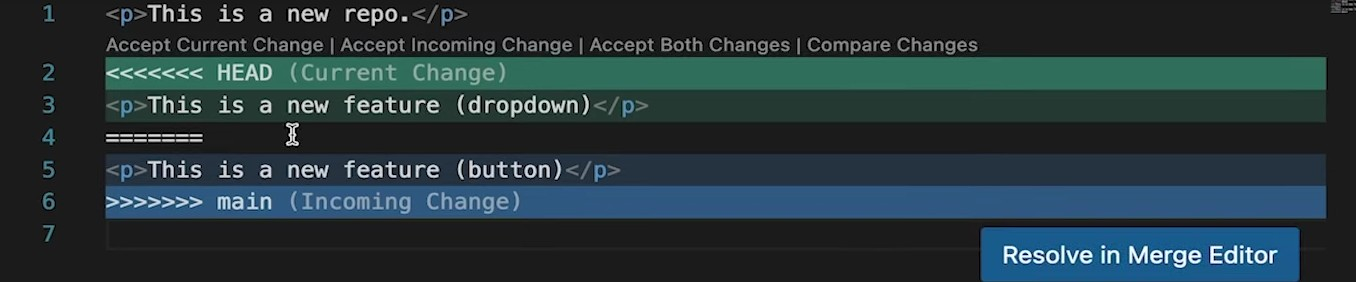 1 <p>This is a new repo.</p>
Accept Current Change | Accept Incoming Change | Accept Both Changes | Compare Changes
2 <<<<<<< HEAD (Current Change)
3 <p>This is a new feature (dropdown)</p>
4 =======
5 <p>This is a new feature (button)</p>
6 >>>>>>> main (Incoming Change)
7
Resolve in Merge Editor